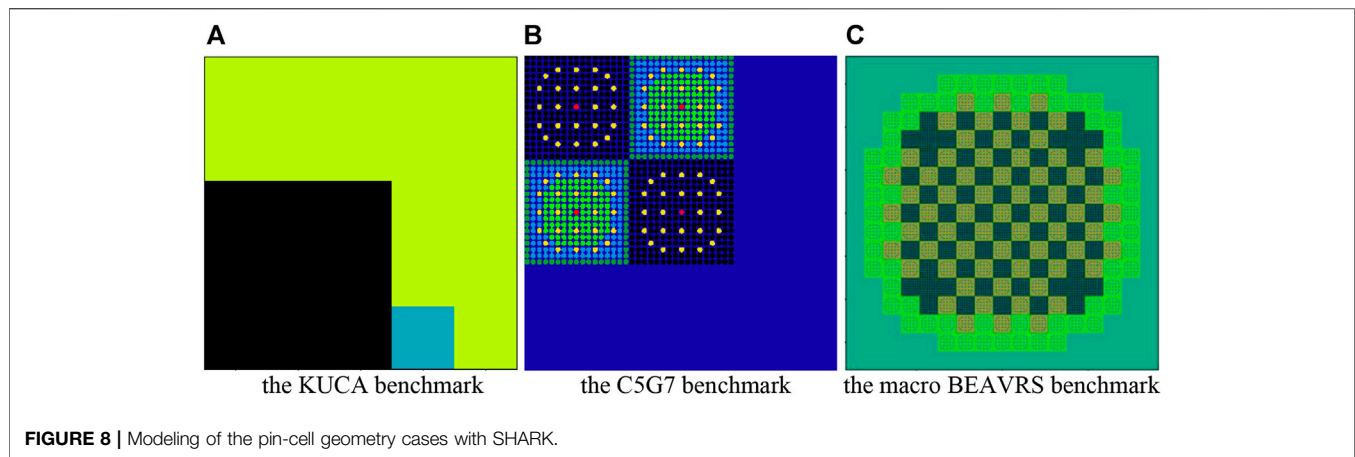 A
B
C
the KUCA benchmark
the C5G7 benchmark
the macro BEAVRS benchmark
FIGURE 8 | Modeling of the pin-cell geometry cases with SHARK.